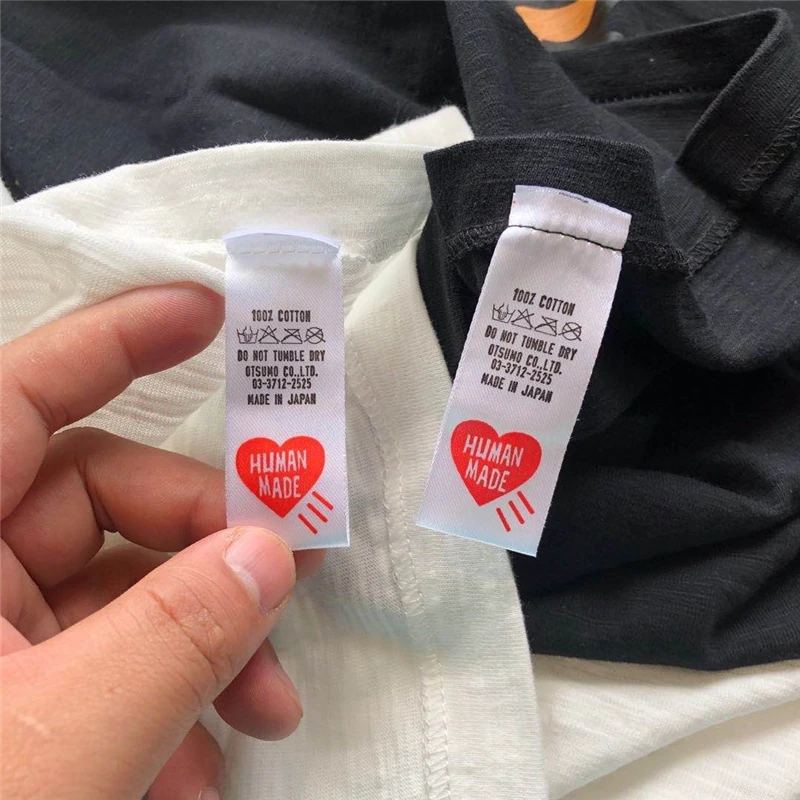 100% COTTON
DO NOT TUMBLE DRY
OTSUMO CO.,LTD.
03-3712-2525
MADE IN JAPAN
HUMAN
MADE
100% COTTON
DO NOT TUMBLE DRY
OTSUMO CO.,LTD.
03-3712-2525
MADE IN JAPAN
HUMAN
MADE